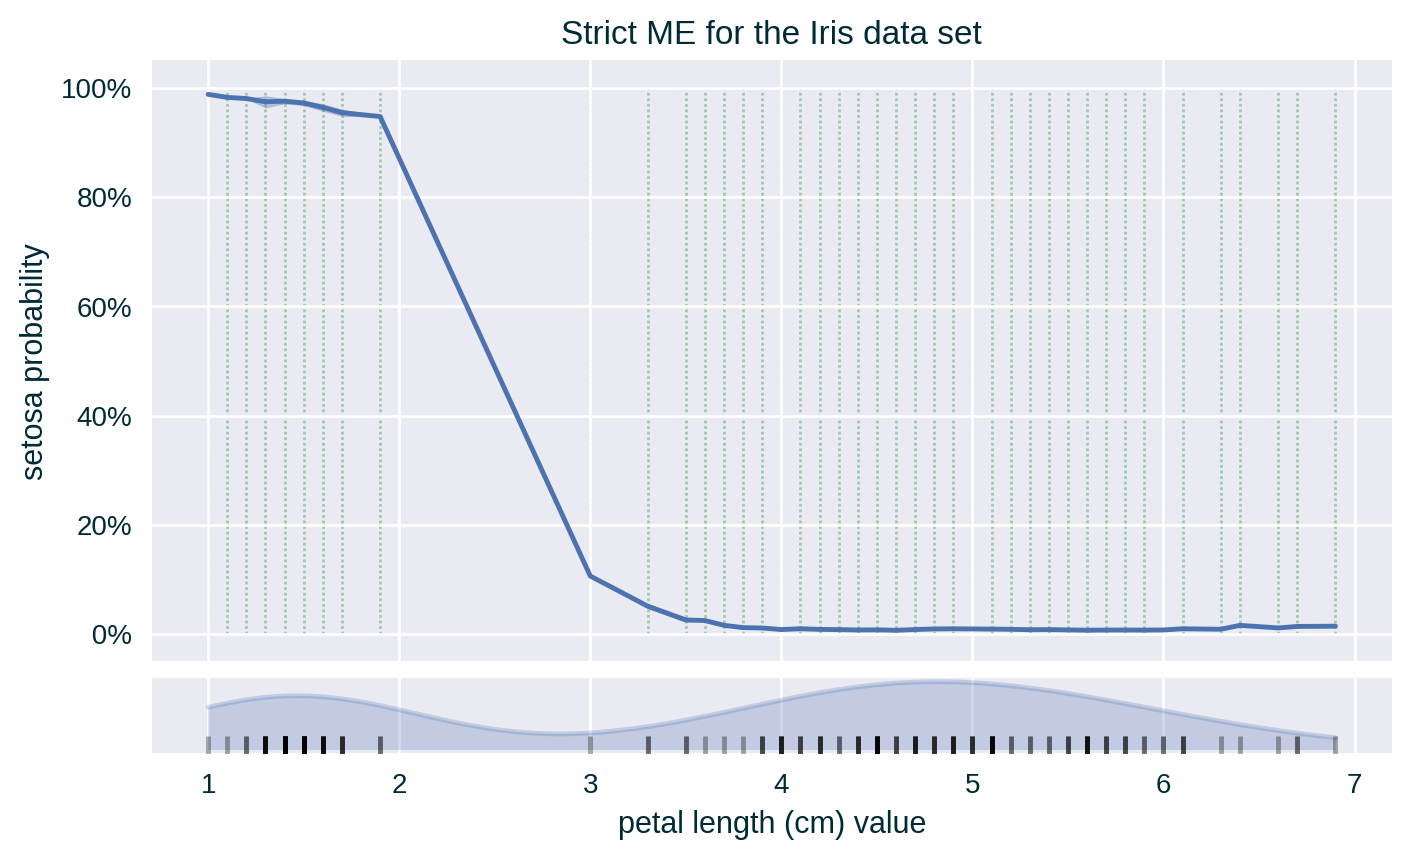 Strict ME for the Iris data set
100%
80%
60%
40%
20%
0%
setosa probability
1 2 3 4 5 6 7
petal length (cm) value